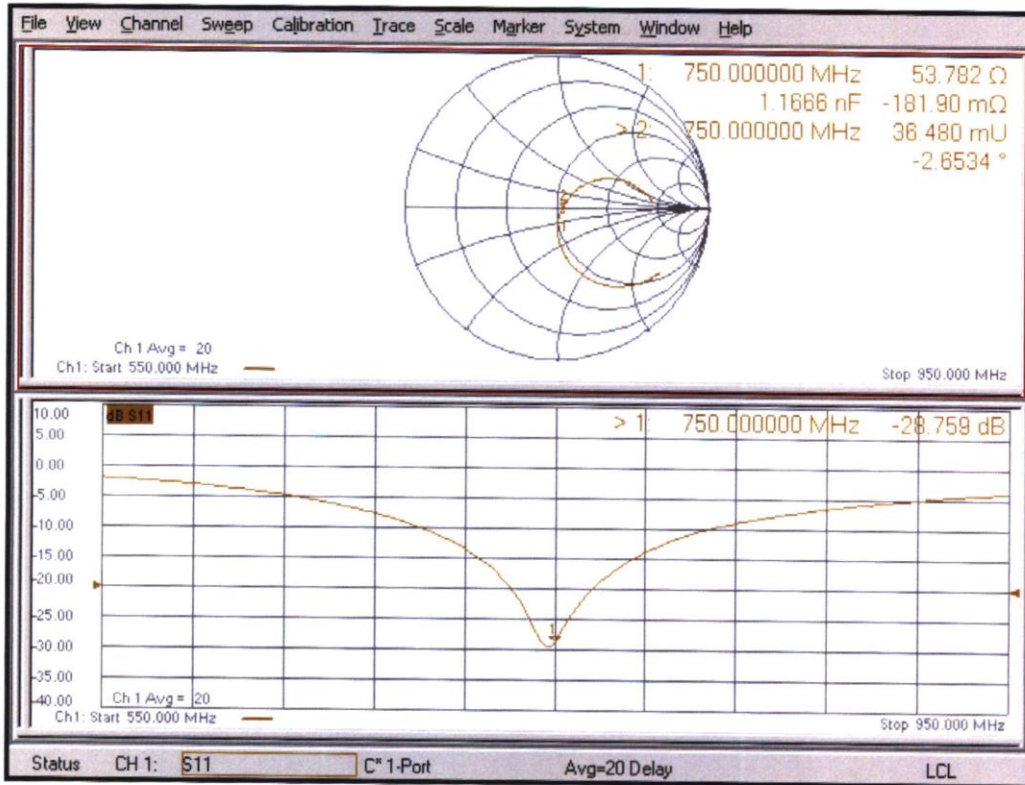 File View Channel Sweep Calibration Trace Scale Marker System Window Help
1: 750.000000 MHz 53.782 Ω
1.1666 nF -181.90 mΩ
> 2: 750.000000 MHz 36.480 mU
-2.6534 °
Ch 1 Avg = 20
Ch1: Start 550.000 MHz
Stop 950.000 MHz
10.00
dB S11
> 1: 750.000000 MHz -28.759 dB
5.00
0.00
-5.00
-10.00
-15.00
-20.00
-25.00
1
-30.00
-35.00
-40.00
Ch 1 Avg = 20
Ch1: Start 550.000 MHz
Stop 950.000 MHz
Status CH 1: S11 C* 1-Port Avg=20 Delay LCL